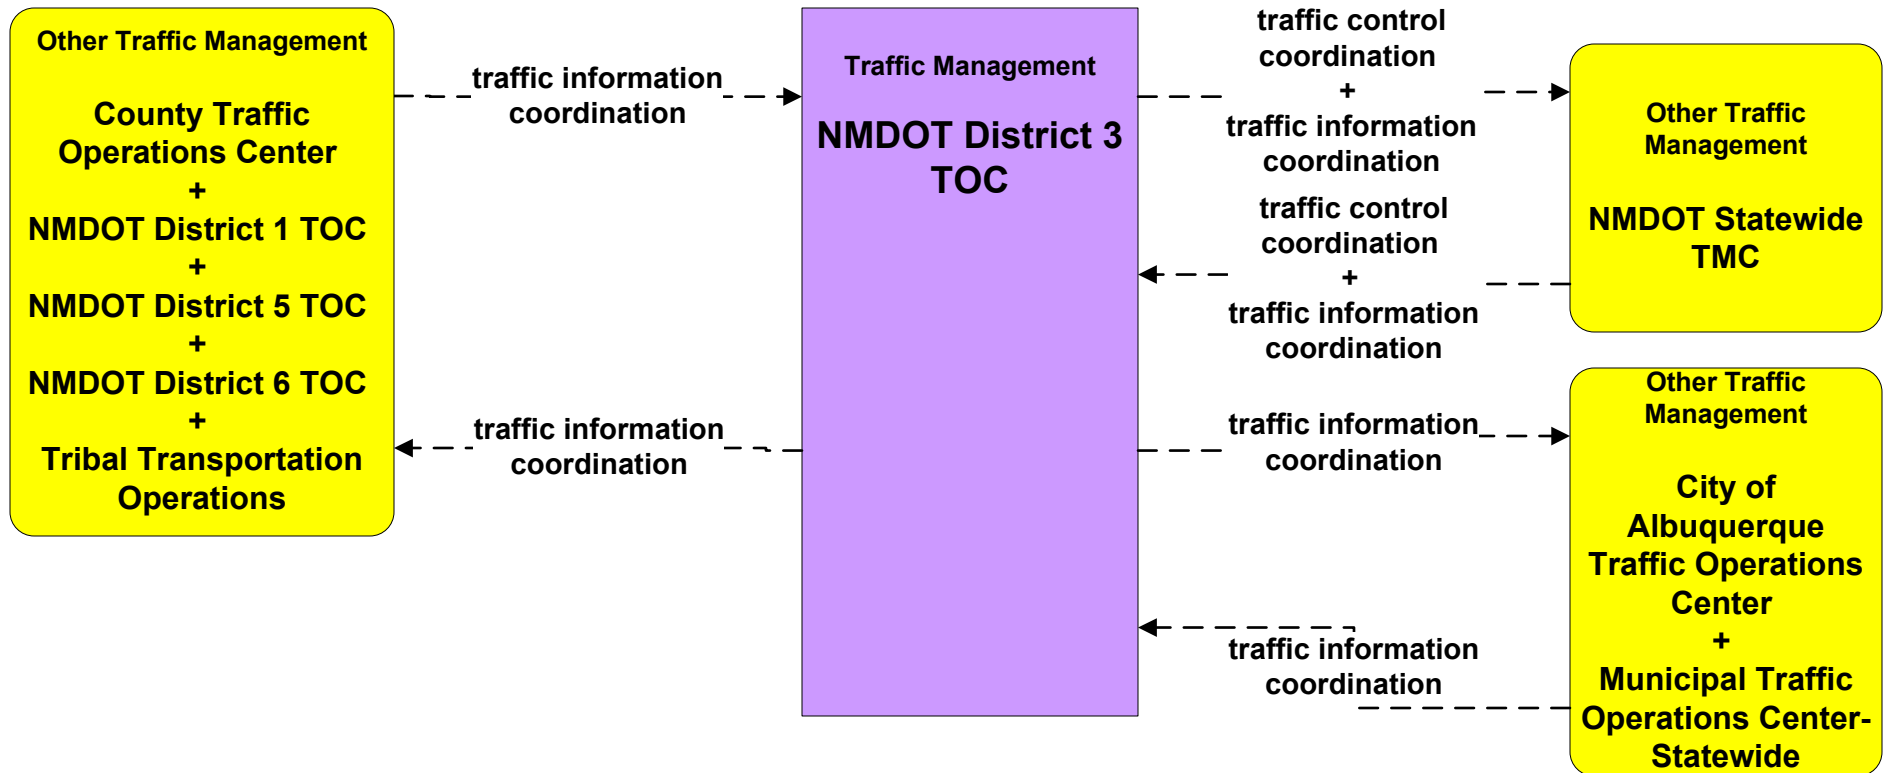 Other Traffic Management
County Traffic
Operations Center
+
NMDOT District 1 TOC
+
NMDOT District 5 TOC
+
NMDOT District 6 TOC
+
Tribal Transportation
Operations
traffic information
coordination
traffic information
coordination
Traffic Management
NMDOT District 3
TOC
traffic control
coordination
+
traffic information
coordination
traffic control
coordination
+
traffic information
coordination
traffic information
coordination
traffic information
coordination
Other Traffic
Management
NMDOT Statewide
TMC
Other Traffic
Management
City of
Albuquerque
Traffic Operations
Center
+
Municipal Traffic
Operations Center-
Statewide